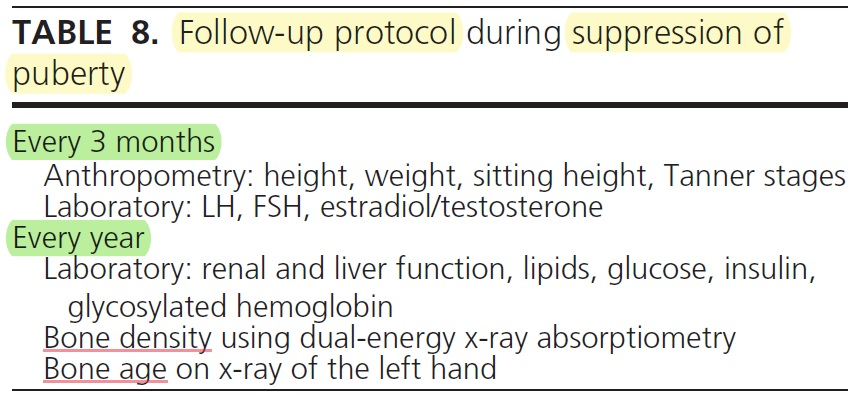 TABLE 8. Follow-up protocol during suppression of
puberty
Every 3 months
Anthropometry: height, weight, sitting height, Tanner stages
Laboratory: LH, FSH, estradiol/testosterone
Every year
Laboratory: renal and liver function, lipids, glucose, insulin,
glycosylated hemoglobin
Bone density using dual-energy x-ray absorptiometry
Bone age on x-ray of the left hand